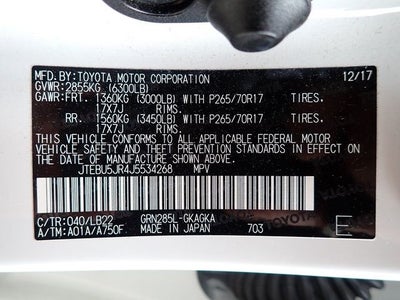 MFD.BY:TOYOTA MOTOR CORPORATION 12/17
GVWR:2855KG (6300LB)
GAWR:FRT. 1360KG (3000LB) WITH P265/70R17 TIRES.
17X7J RIMS.
RR. 1560KG (3450LB) WITH P265/70R17 TIRES.
17X7J RIMS.
THIS VEHICLE CONFORMS TO ALL APPLICABLE FEDERAL MOTOR
VEHICLE SAFETY AND THEFT PREVENTION STANDARDS IN EFFECT
ON THE DATE OF MANUFACTURE SHOWN ABOVE.
JTEBU5JR4J5534268 MPV
C/TR:040/LB22 GRN285L-GKAGKA
A/TM:A01A/A750F. MADE IN JAPAN 703 E